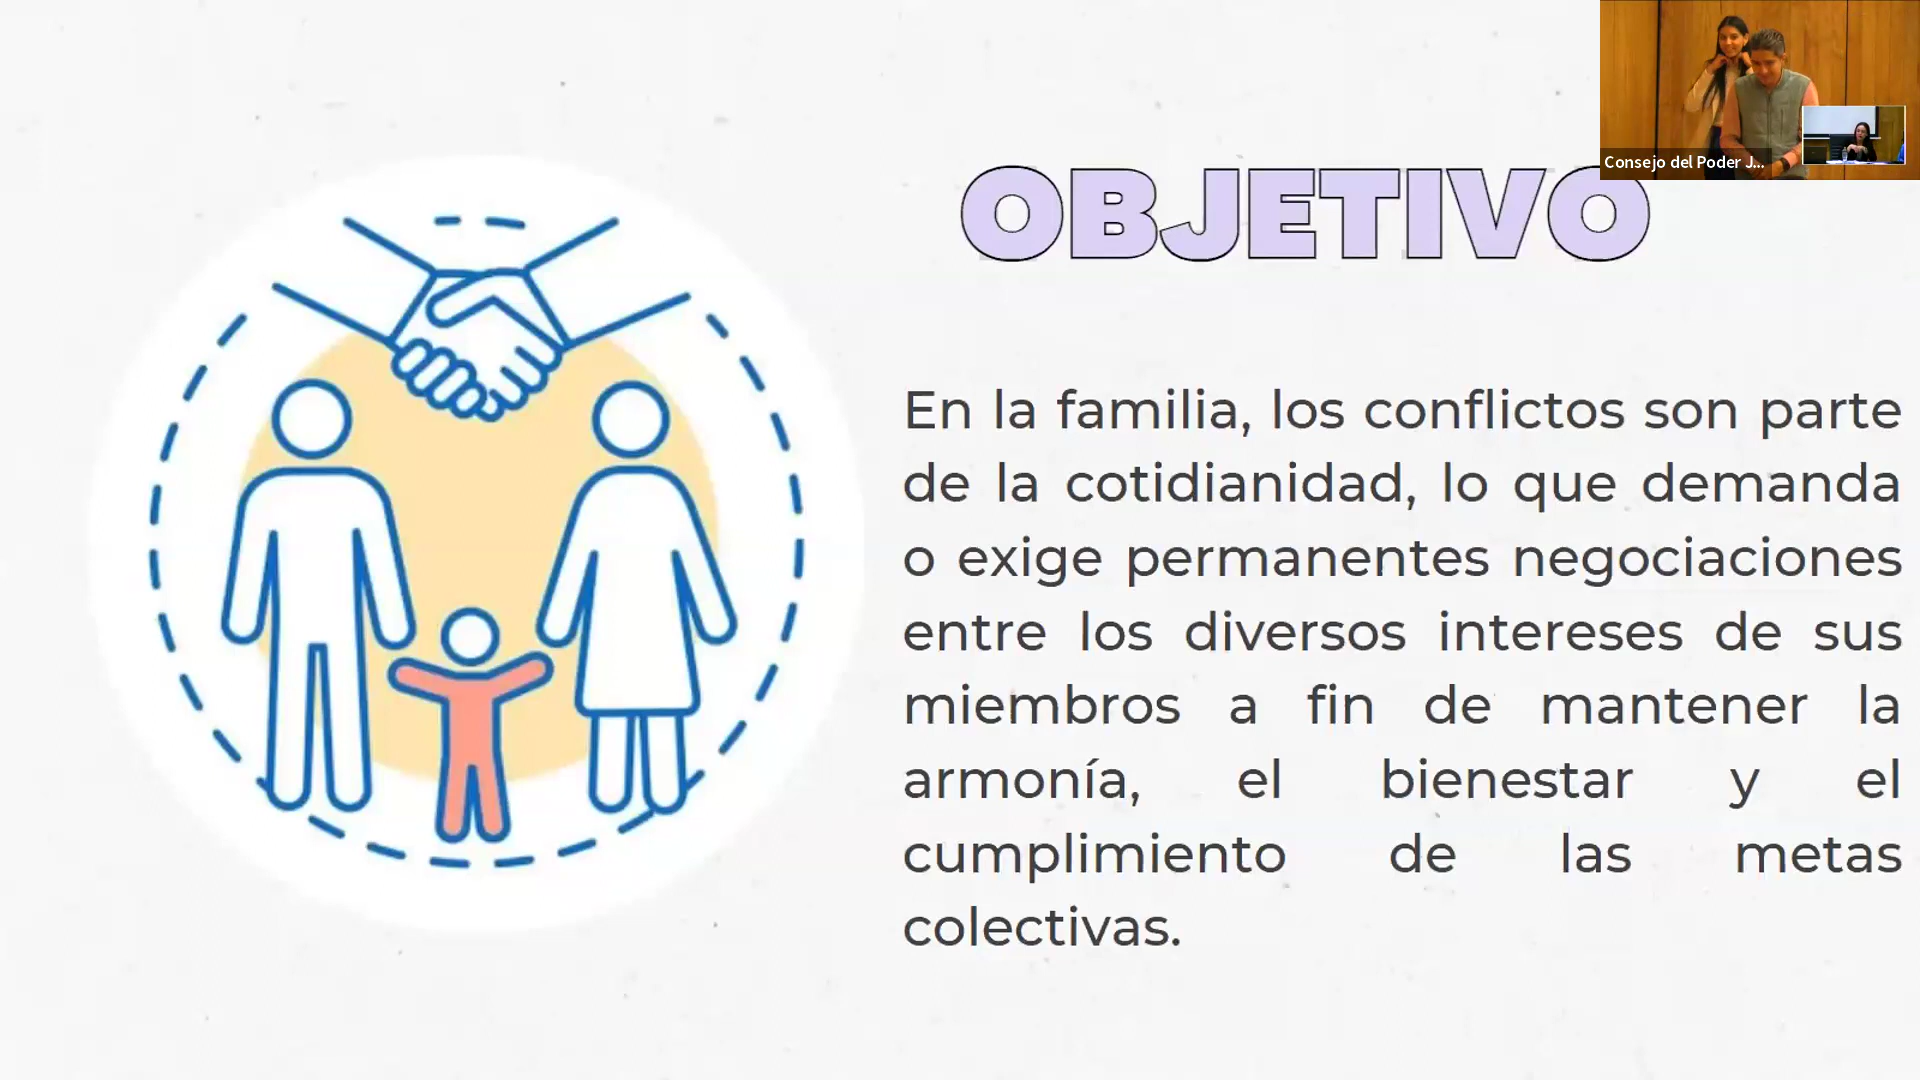 Consejo del Poder J...
OBJETIVO
En la familia, los conflictos son parte
de la cotidianidad, lo que demanda
o exige permanentes negociaciones
entre los diversos intereses de sus
miembros a fin de mantener la
armonía, el bienestar y el
cumplimiento de las metas
colectivas.